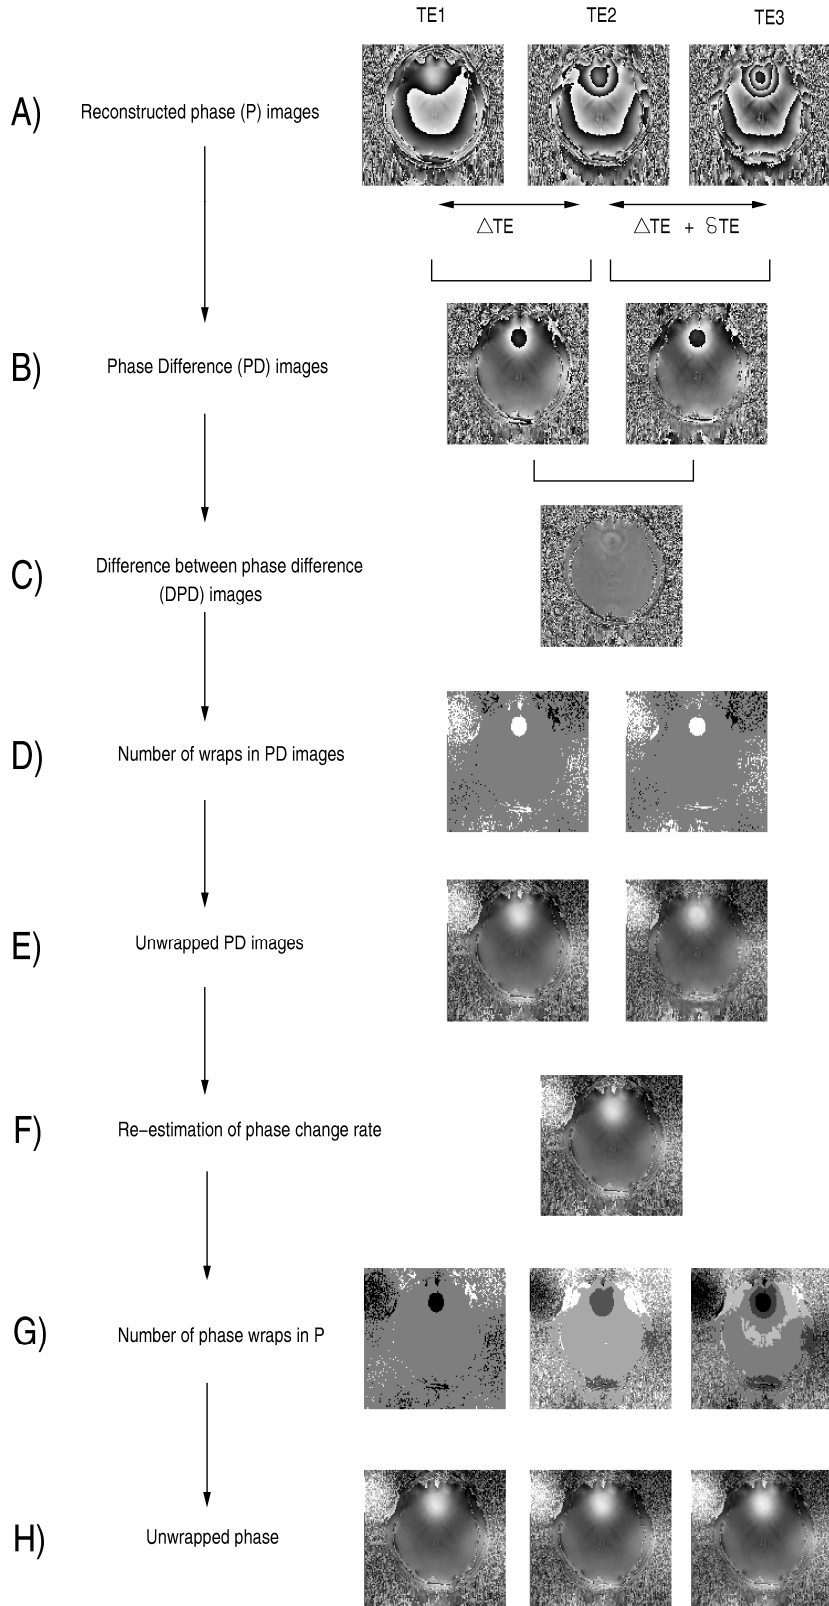 TE1 TE2 TE3
A) Reconstructed phase (P) images
△TE △TE + δTE
B) Phase Difference (PD) images
C) Difference between phase difference
(DPD) images
D) Number of wraps in PD images
E) Unwrapped PD images
F) Re−estimation of phase change rate
G) Number of phase wraps in P
H) Unwrapped phase